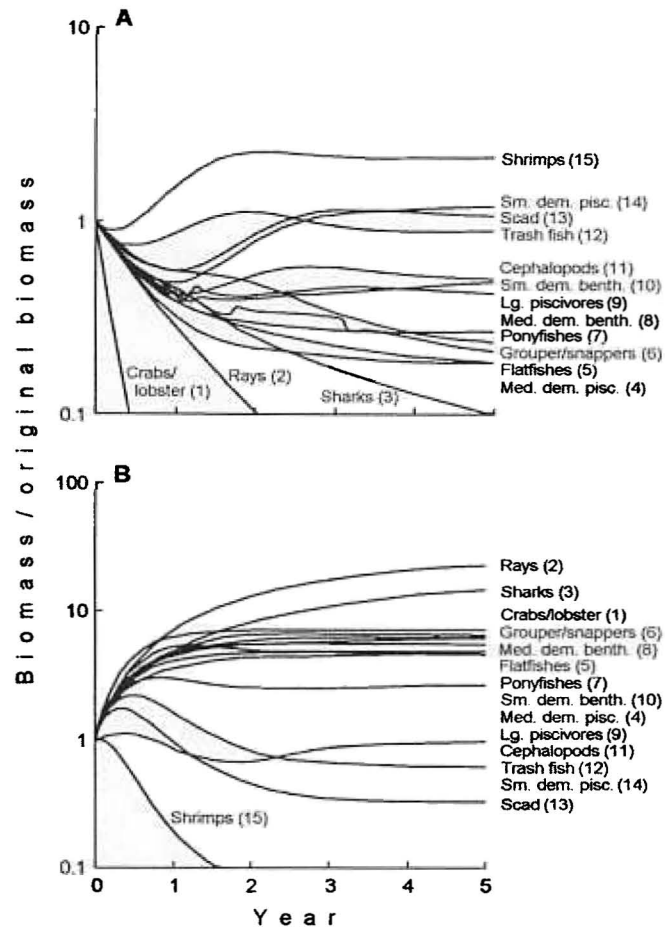 A
10
1
0.1
Shrimps (15)
Sm. dem. pisc. (14)
Scad (13)
Trash fish (12)
Cephalopods (11)
Sm. dem. benth. (10)
Lg. piscivores (9)
Med. dem. benth. (8)
Ponyfishes (7)
Grouper/snappers (6)
Flatfishes (5)
Med. dem. pisc. (4)
Crabs/
lobster (1)
Rays (2)
Sharks (3)
Biomass / original biomass
B
100
10
1
0.1
Rays (2)
Sharks (3)
Crabs/lobster (1)
Grouper/snappers (6)
Med. dem. benth. (8)
Flatfishes (5)
Ponyfishes (7)
Sm. dem. benth. (10)
Med. dem. pisc. (4)
Lg. piscivores (9)
Cephalopods (11)
Trash fish (12)
Sm. dem. pisc. (14)
Scad (13)
Shrimps (15)
0 1 2 3 4 5
Year